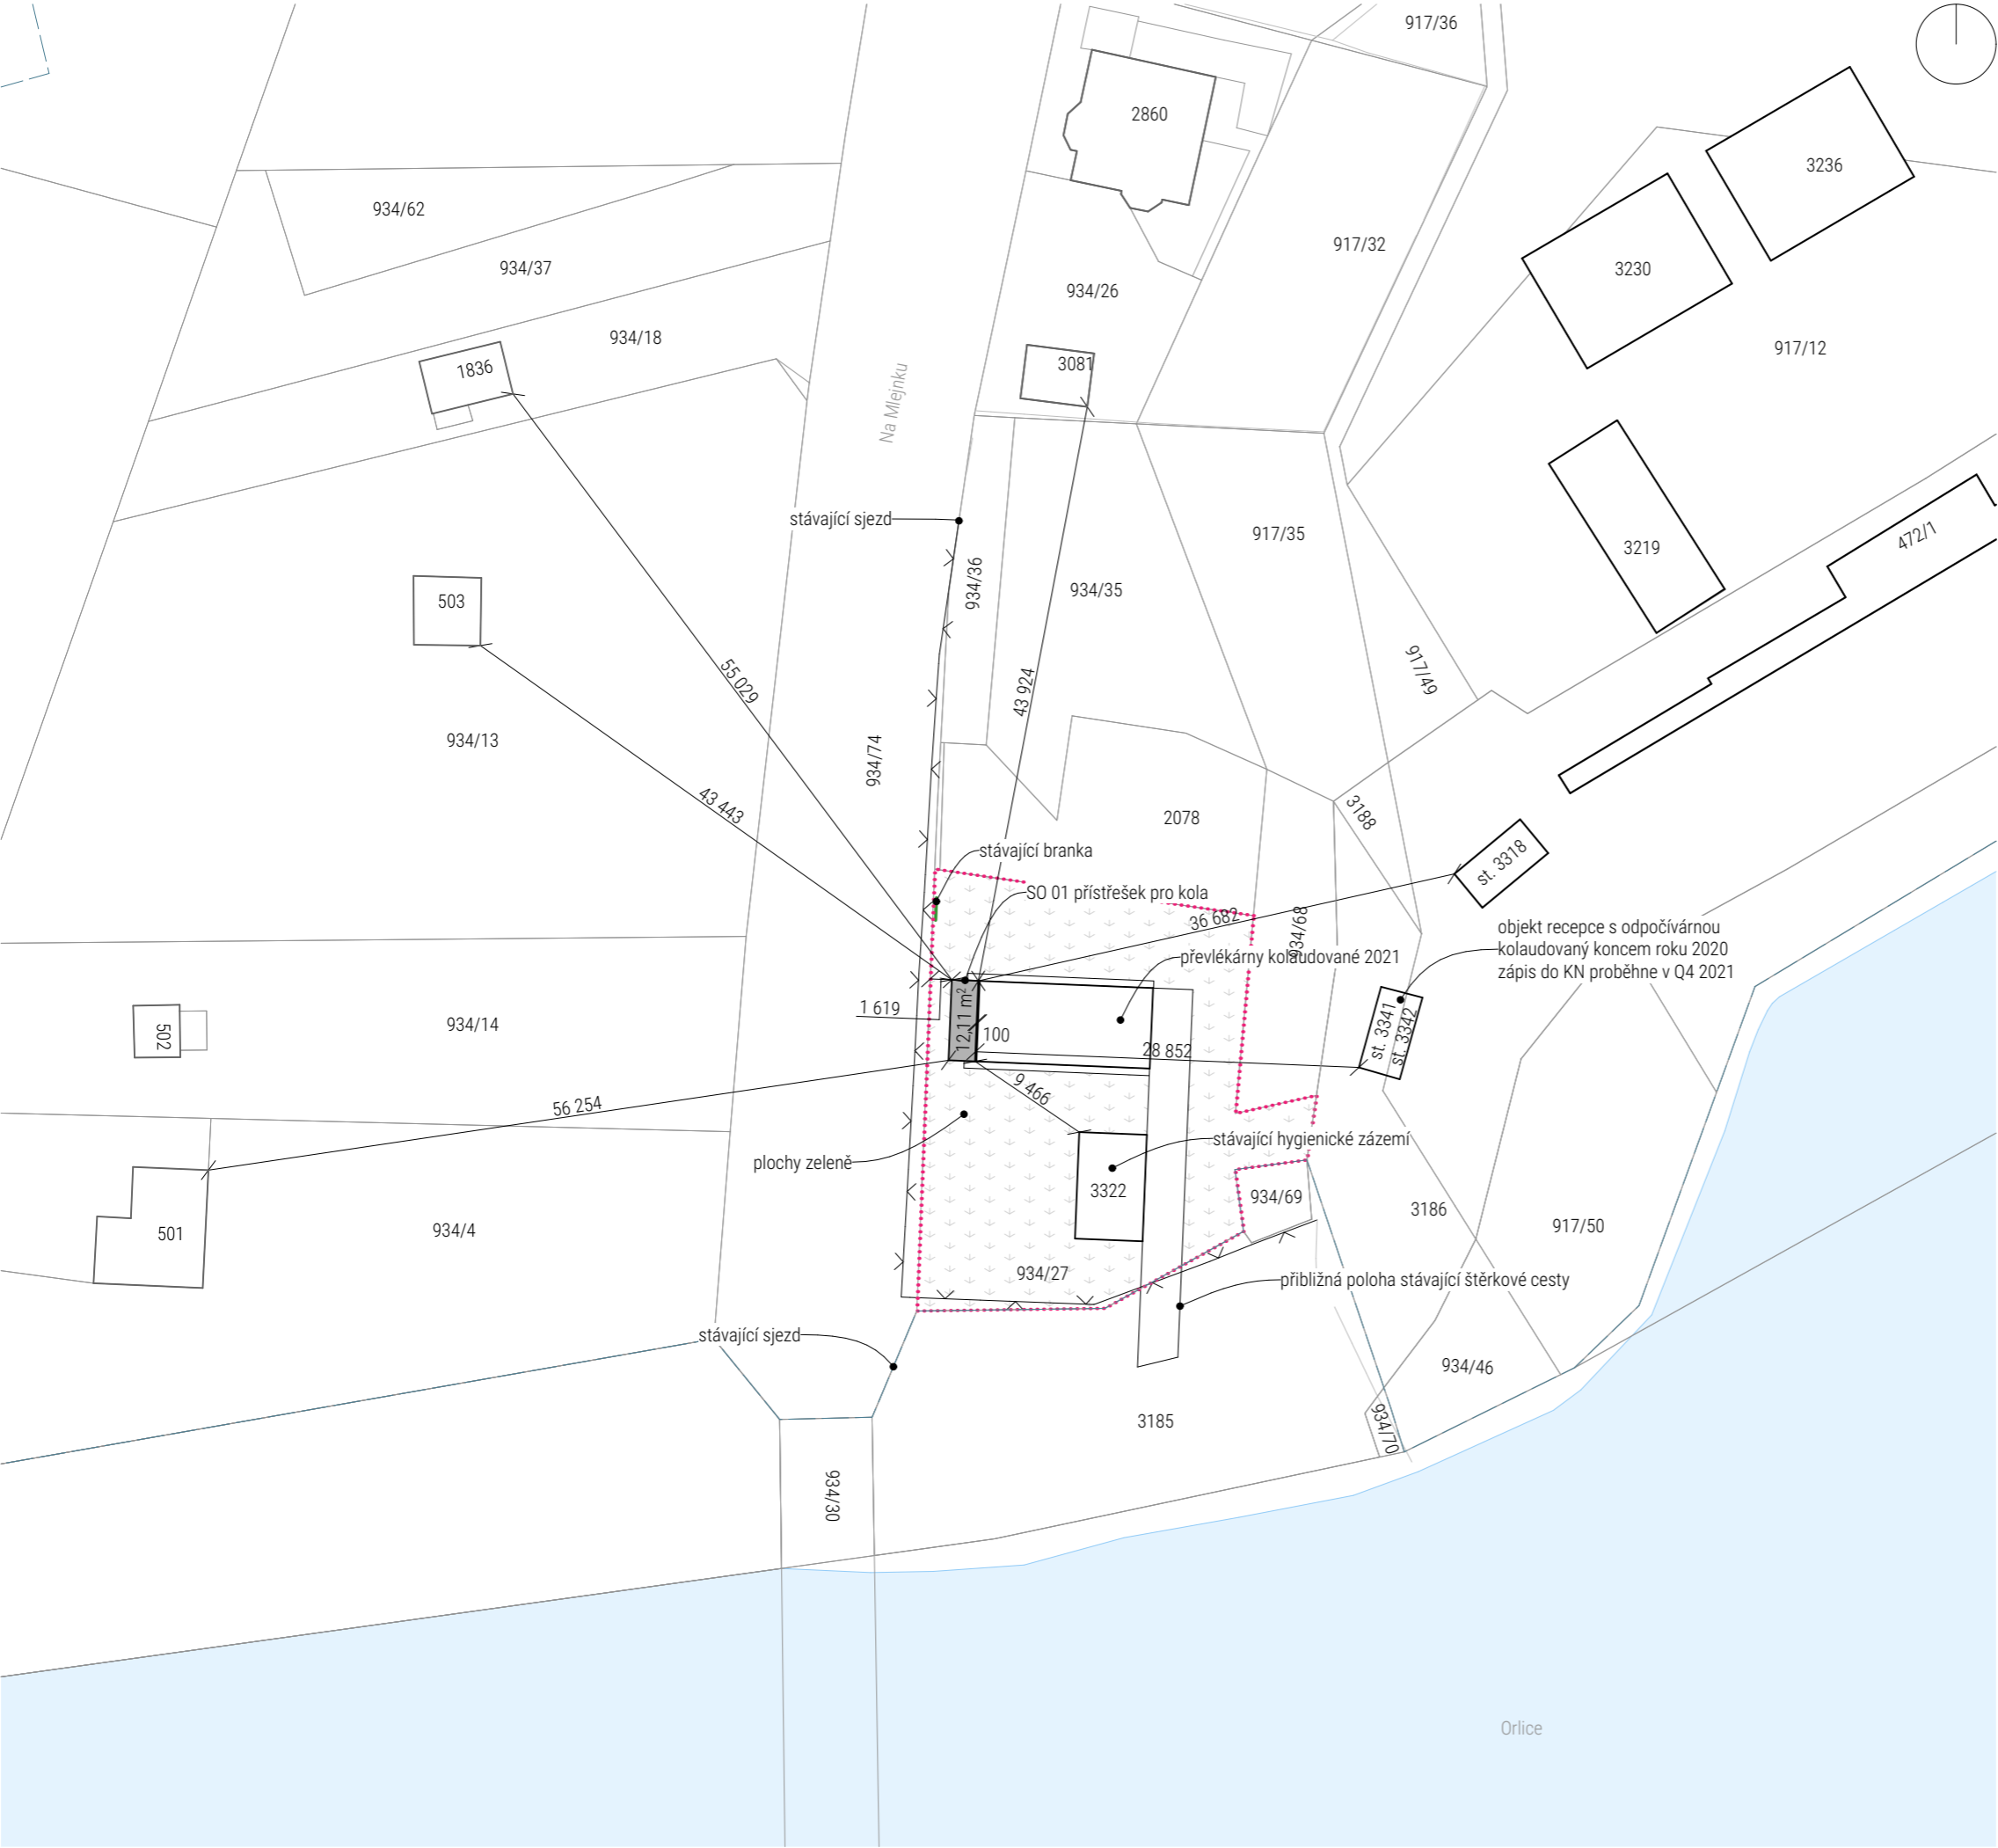 917/36
2860
3236
934/62
917/32
934/37
3230
934/26
934/18
917/12
3081
1836
Na Mlejnku
stávající sjezd
917/35
472/1
3219
934/36
934/35
503
917/49
55 029
43 924
934/13
934/74
43 443
3188
2078
stávající branka
st. 3318
SO 01 přístřešek pro kola
36 682
934/68
objekt recepce s odpočívárnou
kolaudovaný koncem roku 2020
zápis do KN proběhne v Q4 2021
převlékárny kolaudované 2021
1 619
12,11 m²
100
934/14
502
st. 3341
st. 3342
28 852
9 466
56 254
stávající hygienické zázemí
plochy zeleně
3322
934/69
3186
917/50
501
934/4
934/27
přibližná poloha stávající štěrkové cesty
stávající sjezd
934/46
3185
934/70
934/30
Orlice